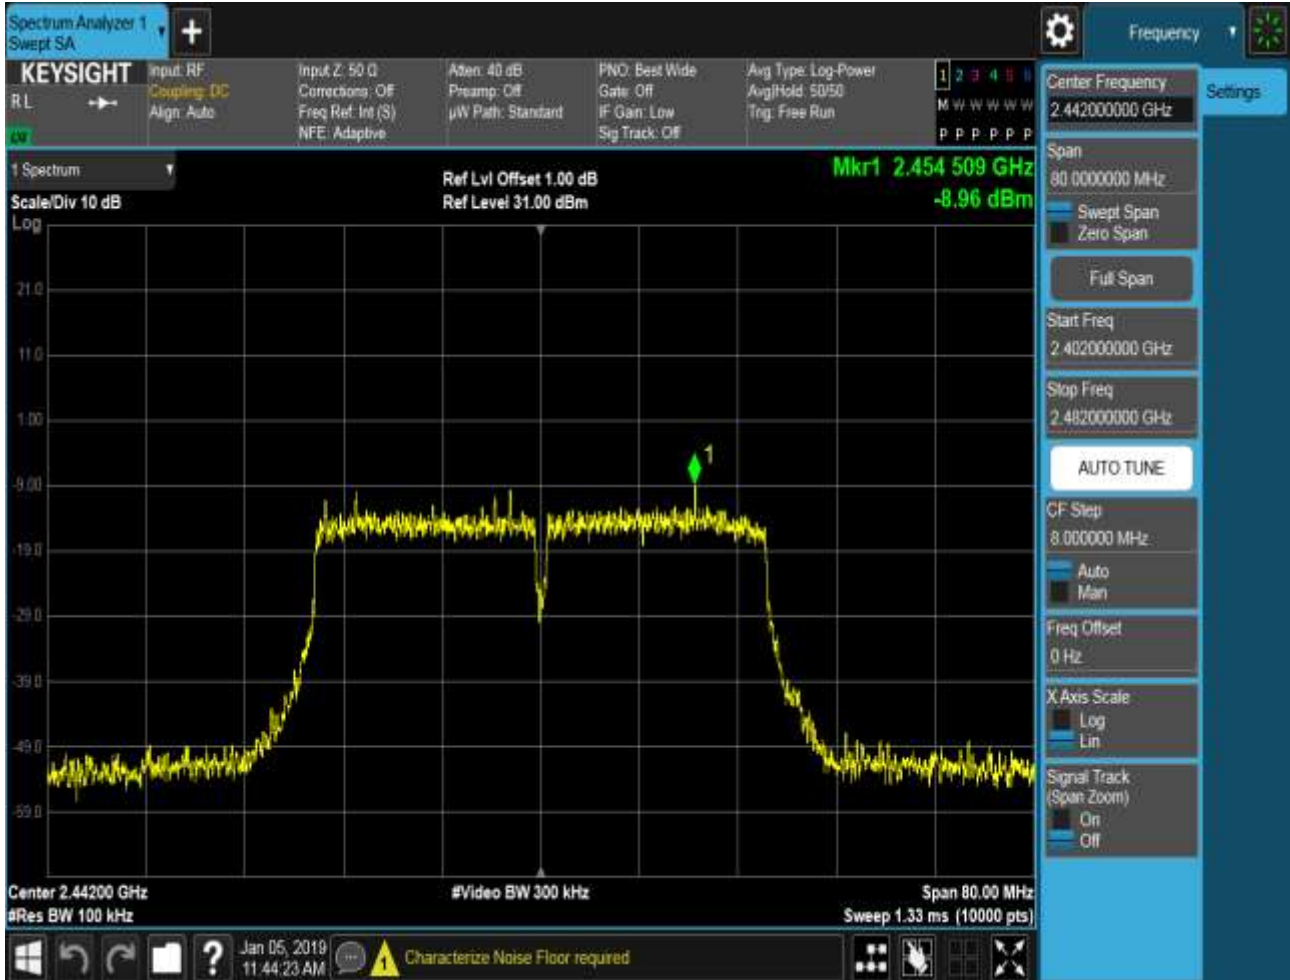 Spectrum Analyzer 1
Swept SA
Frequency
KEYSIGHT
R L
Input: RF
Coupling: DC
Align: Auto
Input Z: 50 Ω
Corrections: Off
Freq Ref: Int (S)
NFE: Adaptive
Atten: 40 dB
Preamp: Off
µW Path: Standard
PNO: Best Wide
Gate: Off
IF Gain: Low
Sig Track: Off
Avg Type: Log-Power
Avg|Hold: 50/50
Trig: Free Run
1 2 3 4 5 6
M W W W W W
P P P P P P
1 Spectrum
Scale/Div 10 dB
Log
Ref Lvl Offset 1.00 dB
Ref Level 31.00 dBm
Mkr1 2.454 509 GHz
-8.96 dBm
21.0
11.0
1.00
-9.00
-19.0
-29.0
-39.0
-49.0
-59.0
1
Center 2.44200 GHz
#Res BW 100 kHz
#Video BW 300 kHz
Span 80.00 MHz
Sweep 1.33 ms (10000 pts)
Center Frequency
2.442000000 GHz
Settings
Span
80.0000000 MHz
Swept Span
Zero Span
Full Span
Start Freq
2.402000000 GHz
Stop Freq
2.482000000 GHz
AUTO TUNE
CF Step
8.000000 MHz
Auto
Man
Freq Offset
0 Hz
X Axis Scale
Log
Lin
Signal Track
(Span Zoom)
On
Off
?
Jan 05, 2019
11:44:23 AM
1
Characterize Noise Floor required